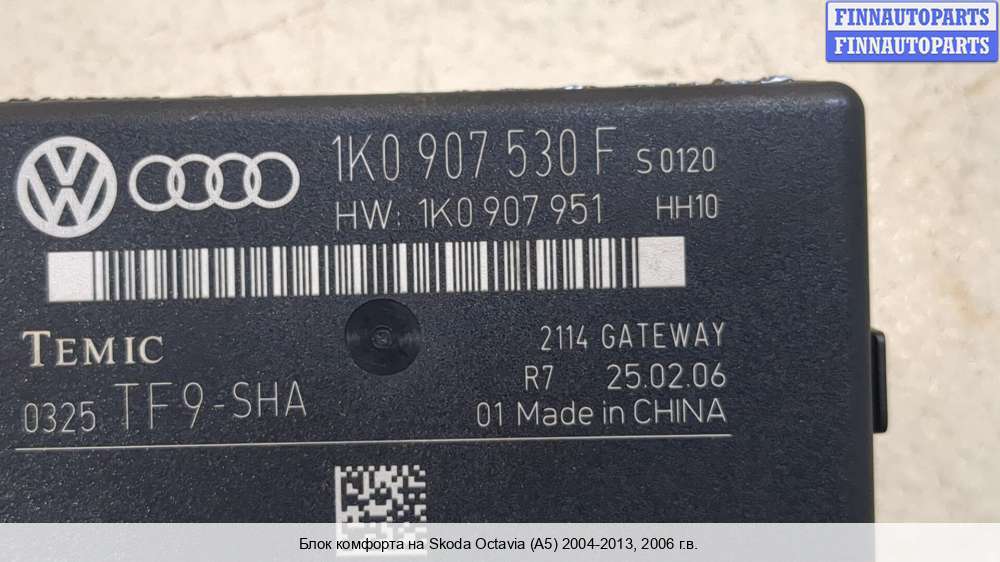 FINNAUTOPARTS
FINNAUTOPARTS
1K0 907 530 F S 0120
HW: 1K0 907 951 HH10
TEMIC
2114 GATEWAY
R7 25.02.06
0325 TF9-SHA
01 Made in CHINA
Блок комфорта на Skoda Octavia (A5) 2004-2013, 2006 г.в.